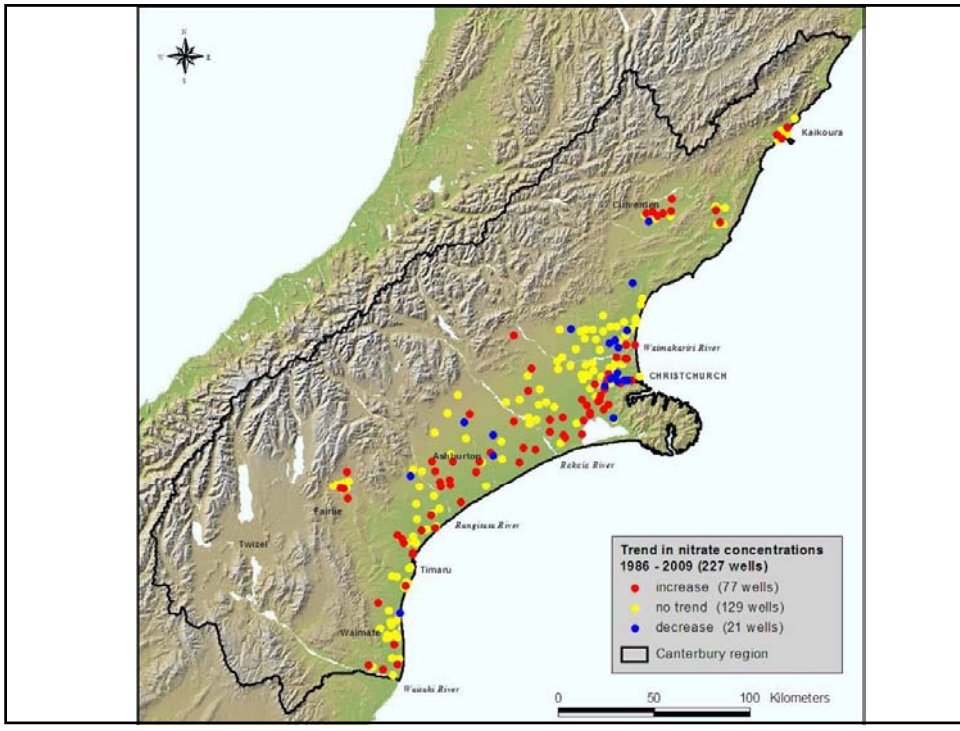 N
W E
S
Kaikoura
Culverden
Waimakariri River
CHRISTCHURCH
Ashburton
Rakaia River
Fairlie
Rangitata River
Twizel
Timaru
Waimate
Waitaki River
Trend in nitrate concentrations
1986 - 2009 (227 wells)
increase (77 wells)
no trend (129 wells)
decrease (21 wells)
Canterbury region
0 50 100 Kilometers